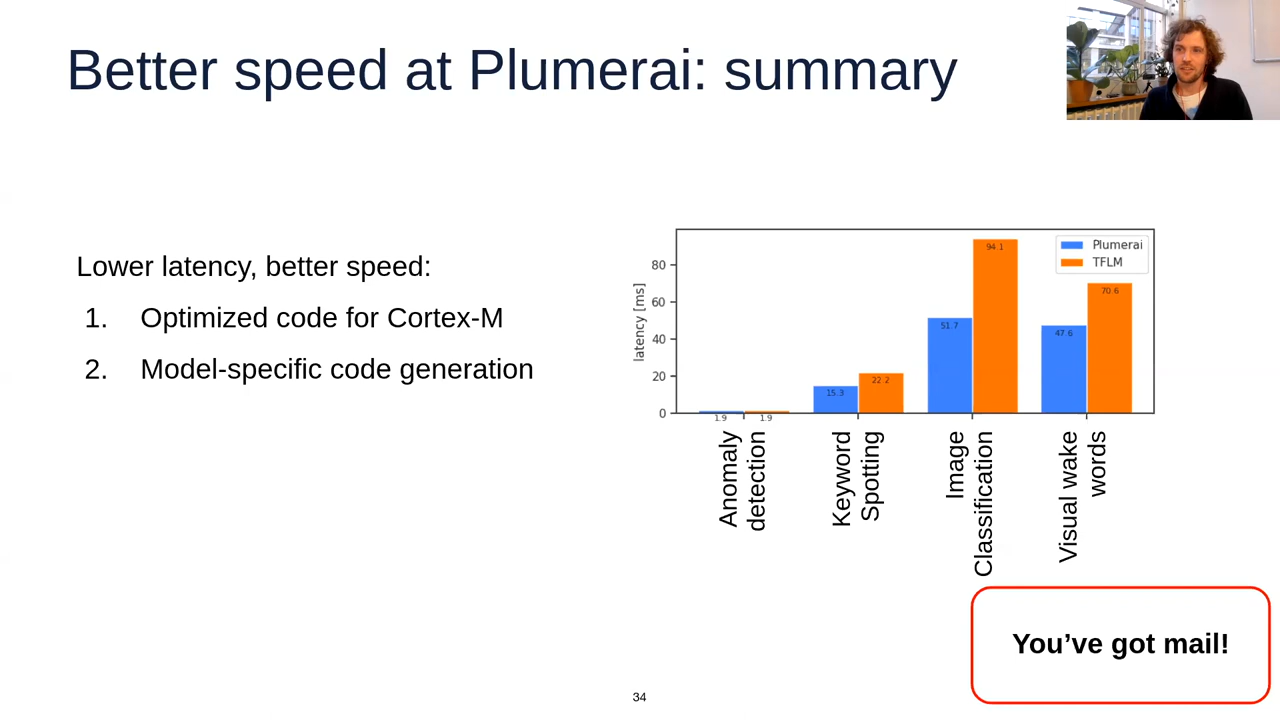 Better speed at Plumerai: summary
Lower latency, better speed:
1. Optimized code for Cortex-M
2. Model-specific code generation
latency [ms]
80
60
40
20
0
Plumerai
TFLM
1.9
1.9
15.3
22.2
51.7
94.1
47.6
70.6
Anomaly
detection
Keyword
Spotting
Image
Classification
Visual wake
words
You’ve got mail!
34